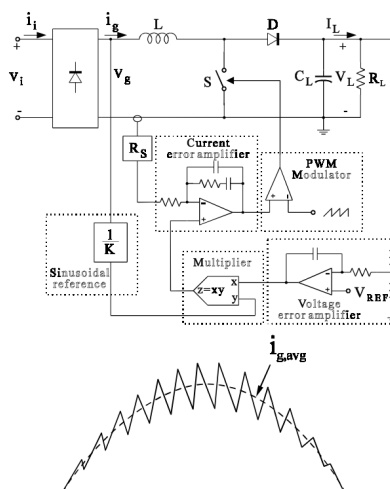 i_i
i_g
L
D
I_L
v_i
v_g
S
C_L
V_L
R_L
+
-
+
-
R_S
Current
error amplifier
PWM
Modulator
-
+
+
-
1
K
Sinusoidal
reference
Multiplier
z=xy
x
y
-
+
V_REF
Voltage
error amplifier
i_g,avg